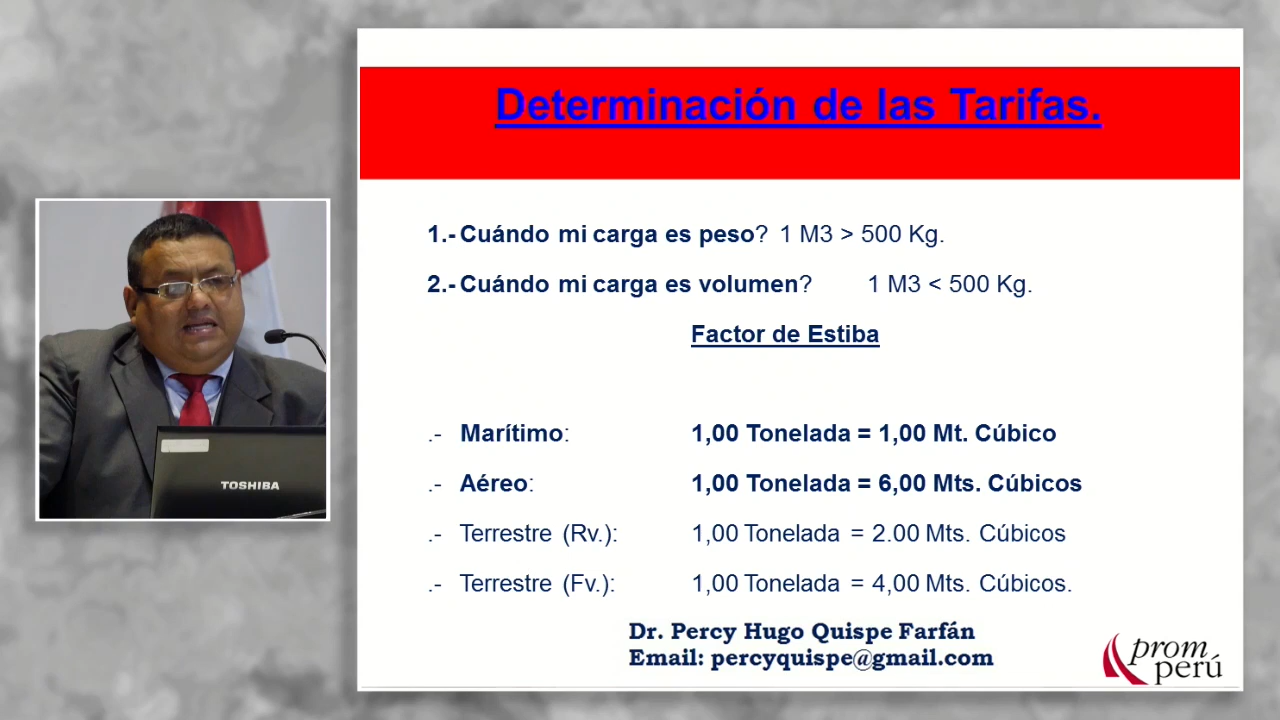 Determinación de las Tarifas.
1.- Cuándo mi carga es peso? 1 M3 > 500 Kg.
2.- Cuándo mi carga es volumen? 1 M3 < 500 Kg.
Factor de Estiba
.- Marítimo: 1,00 Tonelada = 1,00 Mt. Cúbico
.- Aéreo: 1,00 Tonelada = 6,00 Mts. Cúbicos
.- Terrestre (Rv.): 1,00 Tonelada = 2.00 Mts. Cúbicos
.- Terrestre (Fv.): 1,00 Tonelada = 4,00 Mts. Cúbicos.
Dr. Percy Hugo Quispe Farfán
Email: percyquispe@gmail.com
prom
perú
TOSHIBA